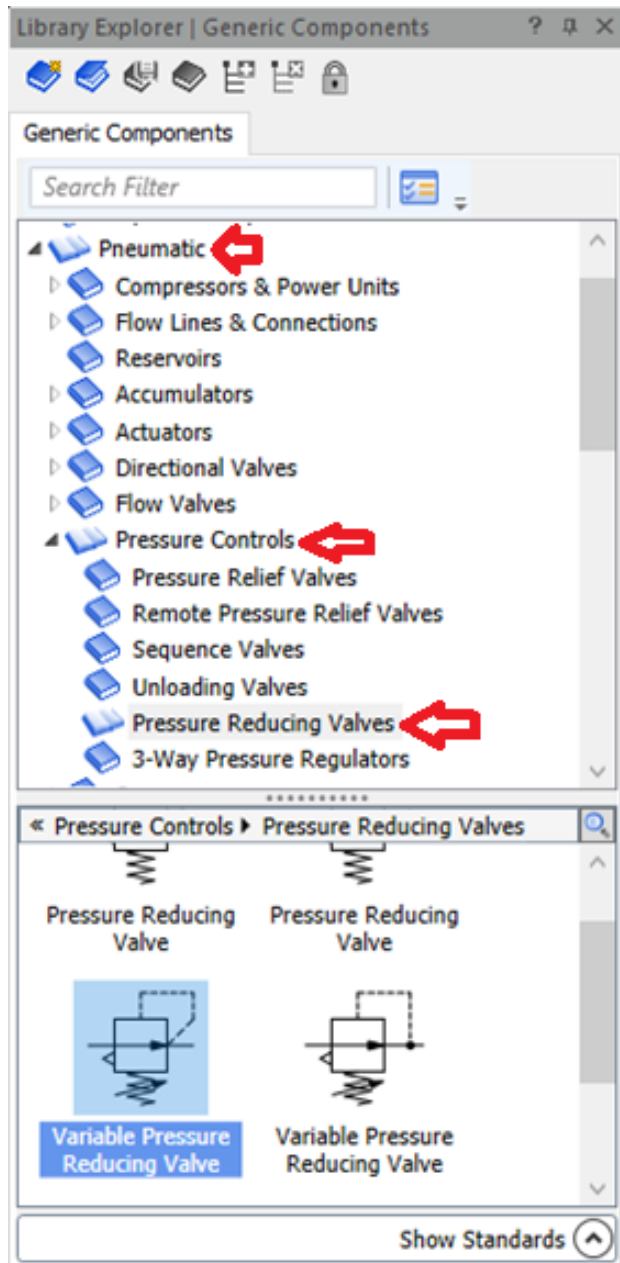 Library Explorer | Generic Components ?
Generic Components
Search Filter
Pneumatic
Compressors & Power Units
Flow Lines & Connections
Reservoirs
Accumulators
Actuators
Directional Valves
Flow Valves
Pressure Controls
Pressure Relief Valves
Remote Pressure Relief Valves
Sequence Valves
Unloading Valves
Pressure Reducing Valves
3-Way Pressure Regulators
« Pressure Controls Pressure Reducing Valves
Pressure Reducing
Valve
Pressure Reducing
Valve
Variable Pressure
Reducing Valve
Variable Pressure
Reducing Valve
Show Standards